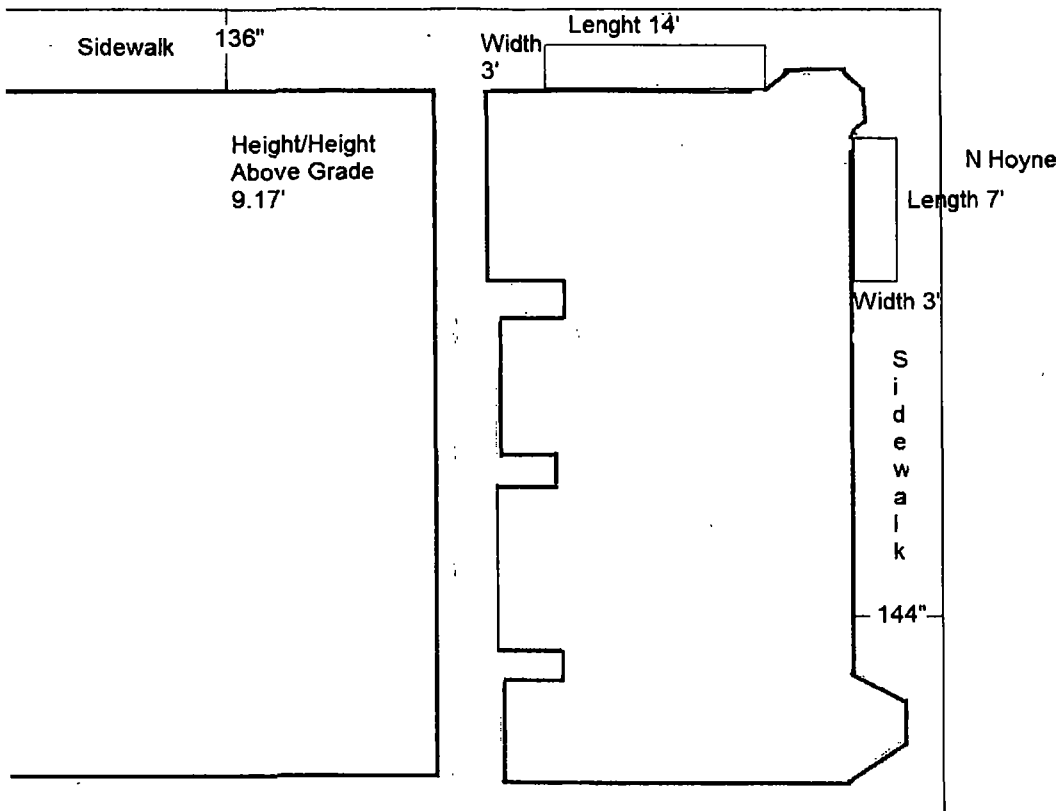 Sidewalk
136"
Width
3'
Lenght 14'
Height/Height
Above Grade
9.17'
N Hoyne
Length 7'
Width 3'
S
i
d
e
w
a
l
k
144"